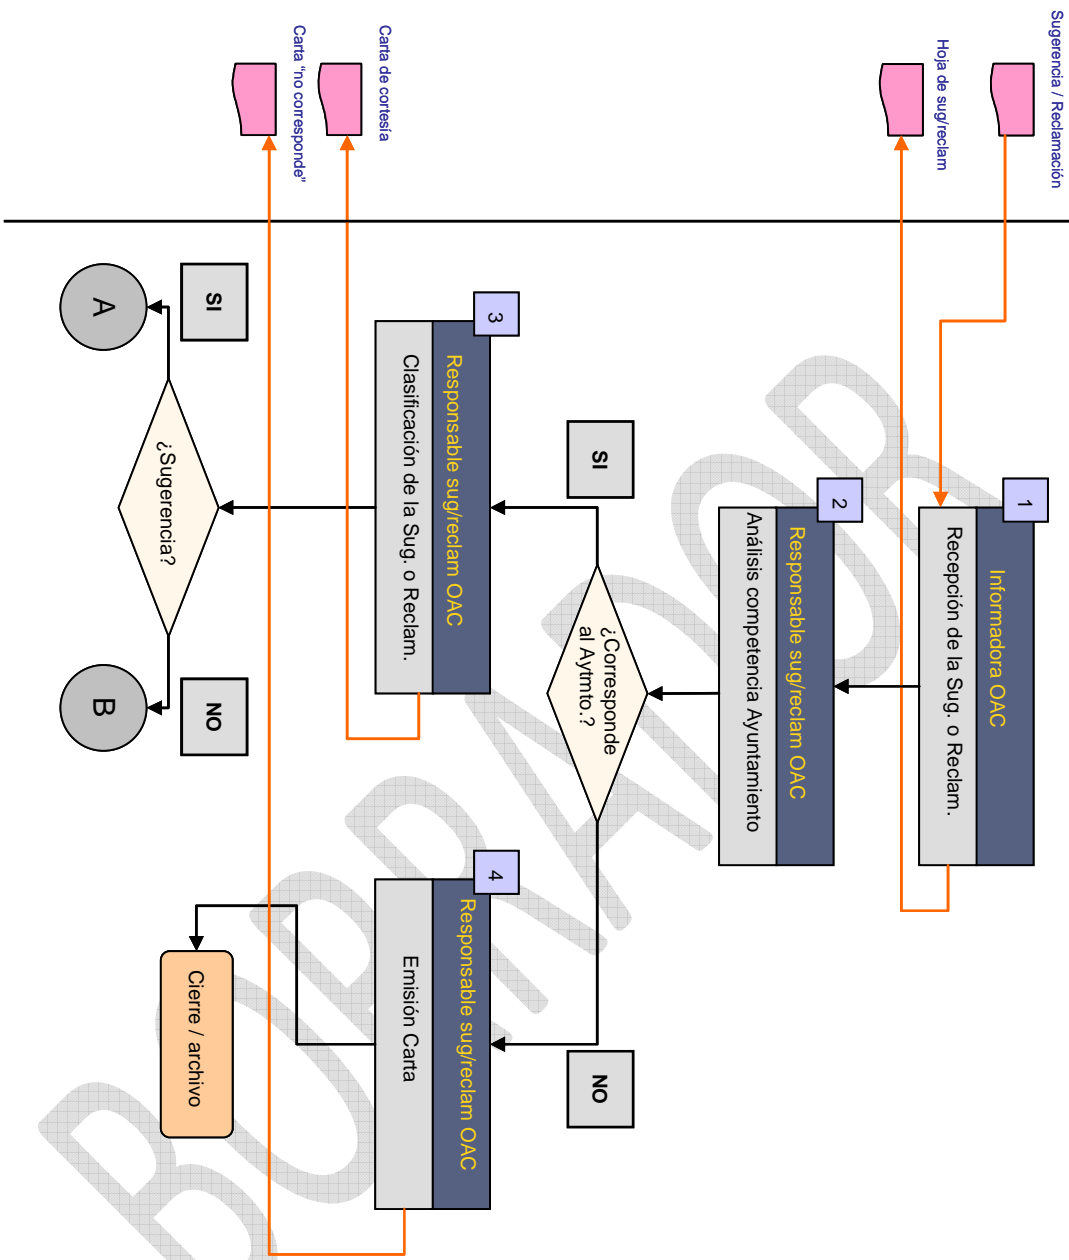 Sugerencia / Reclamación
Hoja de sug/reclam
Carta de cortesía
Carta "no corresponde"
1
Informadora OAC
Recepción de la Sug. o Reclam.
2
Responsable sug/reclam OAC
Análisis competencia Ayuntamiento
¿Corresponde
al Aytmto.?
SI
NO
3
Responsable sug/reclam OAC
Clasificación de la Sug. o Reclam.
4
Responsable sug/reclam OAC
Emisión Carta
¿Sugerencia?
SI
NO
A
B
Cierre / archivo
BORRADOR